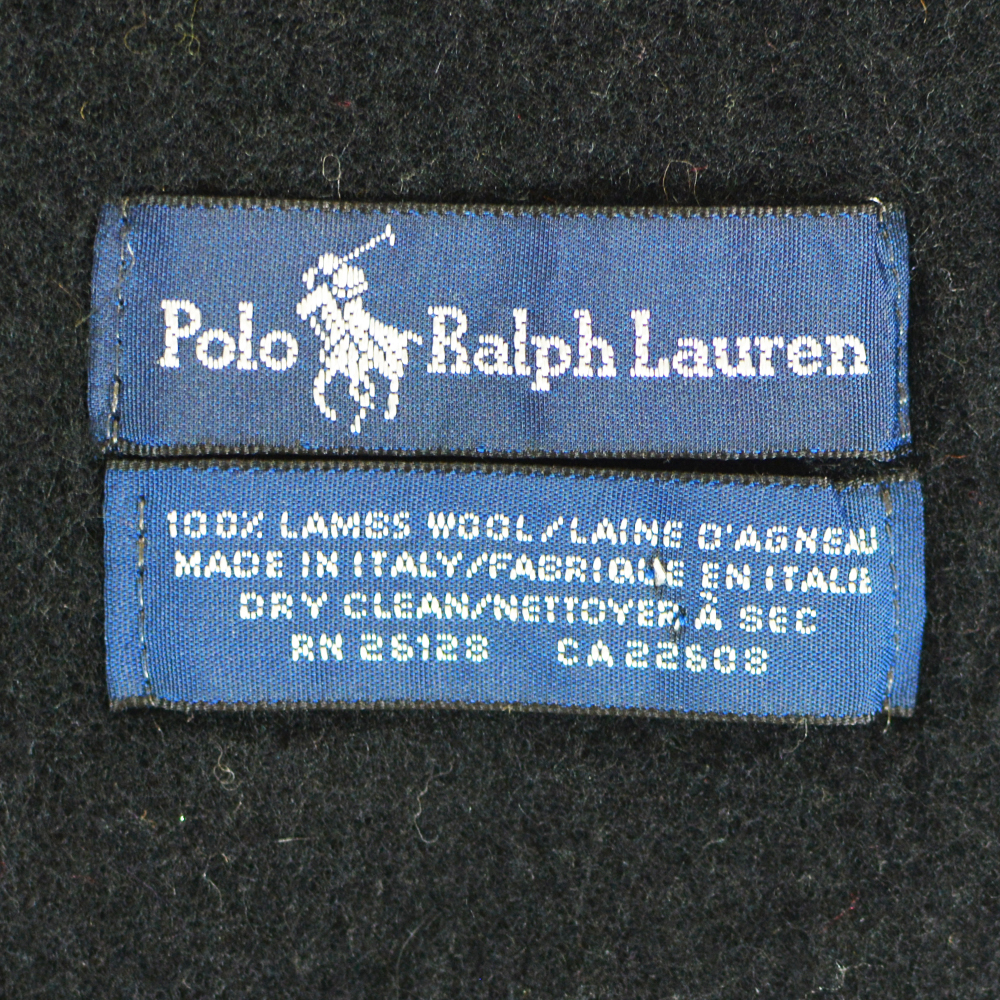 Polo Ralph Lauren
100% LAMBS WOOL/LAINE D'AGNEAU
MADE IN ITALY/FABRIQUE EN ITALIE
DRY CLEAN/NETTOYER À SEC
RN 26128 CA 22608